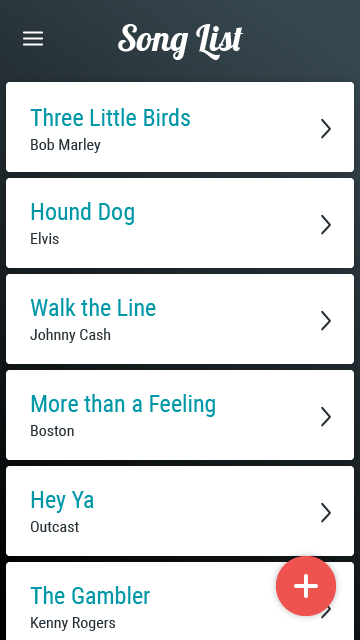 Song List
Three Little Birds
Bob Marley
Hound Dog
Elvis
Walk the Line
Johnny Cash
More than a Feeling
Boston
Hey Ya
Outcast
The Gambler
Kenny Rogers